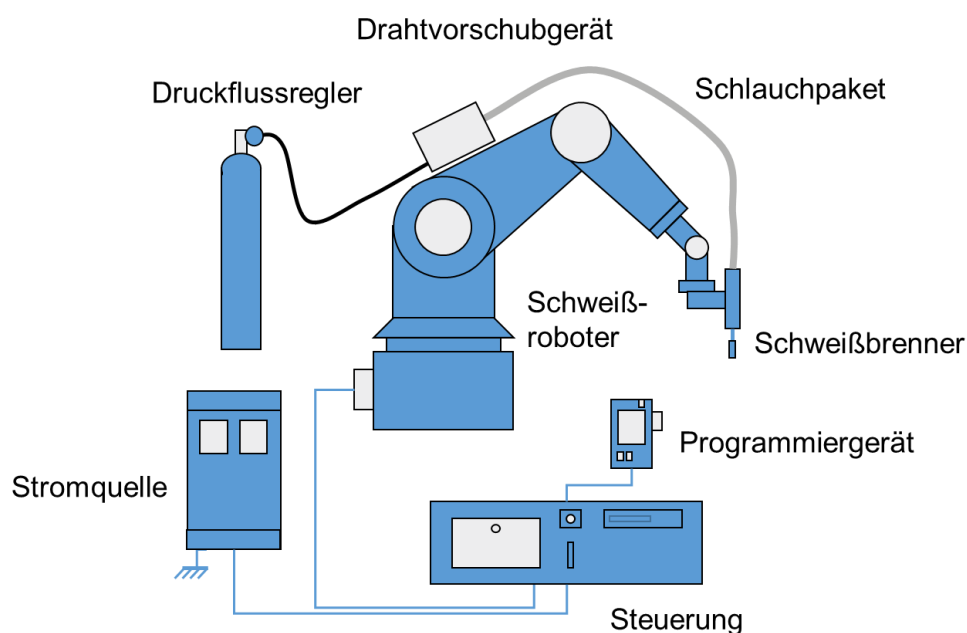 Drahtvorschubgerät
Druckflussregler
Schlauchpaket
Schweiß-
roboter
Schweißbrenner
Programmiergerät
Stromquelle
Steuerung